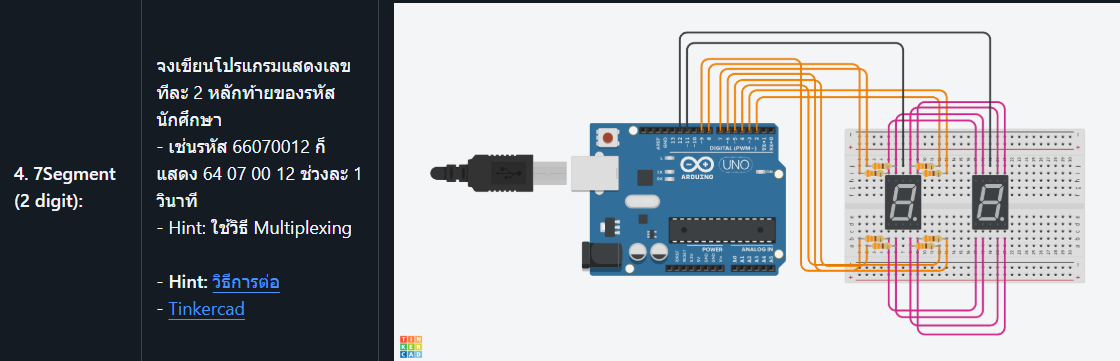 4. 7Segment
(2 digit):
จงเขียนโปรแกรมแสดงเลข
ทีละ 2 หลักท้ายของรหัส
นักศึกษา
- เช่นรหัส 66070012 ก็
แสดง 64 07 00 12 ช่วงละ 1
วินาที
- Hint: ใช้วิธี Multiplexing
- Hint: วิธีการต่อ
- Tinkercad
DIGITAL (PWM~)
UNO
ARDUINO
POWER
ANALOG IN
TIN
KER
CAD